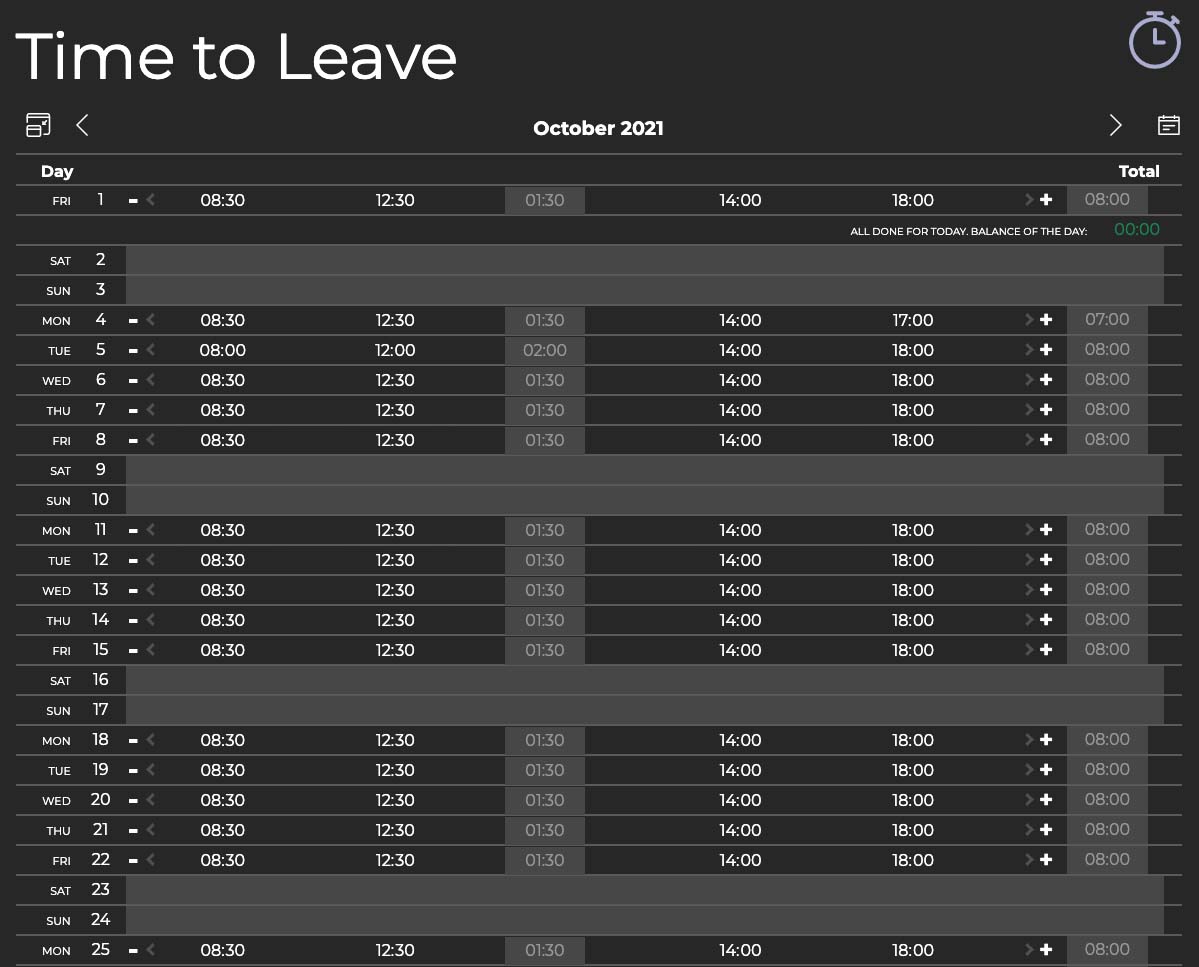 Time to Leave
October 2021
Day Total
FRI 1 - < 08:30 12:30 01:30 14:00 18:00 > + 08:00
ALL DONE FOR TODAY. BALANCE OF THE DAY: 00:00
SAT 2
SUN 3
MON 4 - < 08:30 12:30 01:30 14:00 17:00 > + 07:00
TUE 5 - < 08:00 12:00 02:00 14:00 18:00 > + 08:00
WED 6 - < 08:30 12:30 01:30 14:00 18:00 > + 08:00
THU 7 - < 08:30 12:30 01:30 14:00 18:00 > + 08:00
FRI 8 - < 08:30 12:30 01:30 14:00 18:00 > + 08:00
SAT 9
SUN 10
MON 11 - < 08:30 12:30 01:30 14:00 18:00 > + 08:00
TUE 12 - < 08:30 12:30 01:30 14:00 18:00 > + 08:00
WED 13 - < 08:30 12:30 01:30 14:00 18:00 > + 08:00
THU 14 - < 08:30 12:30 01:30 14:00 18:00 > + 08:00
FRI 15 - < 08:30 12:30 01:30 14:00 18:00 > + 08:00
SAT 16
SUN 17
MON 18 - < 08:30 12:30 01:30 14:00 18:00 > + 08:00
TUE 19 - < 08:30 12:30 01:30 14:00 18:00 > + 08:00
WED 20 - < 08:30 12:30 01:30 14:00 18:00 > + 08:00
THU 21 - < 08:30 12:30 01:30 14:00 18:00 > + 08:00
FRI 22 - < 08:30 12:30 01:30 14:00 18:00 > + 08:00
SAT 23
SUN 24
MON 25 - < 08:30 12:30 01:30 14:00 18:00 > + 08:00